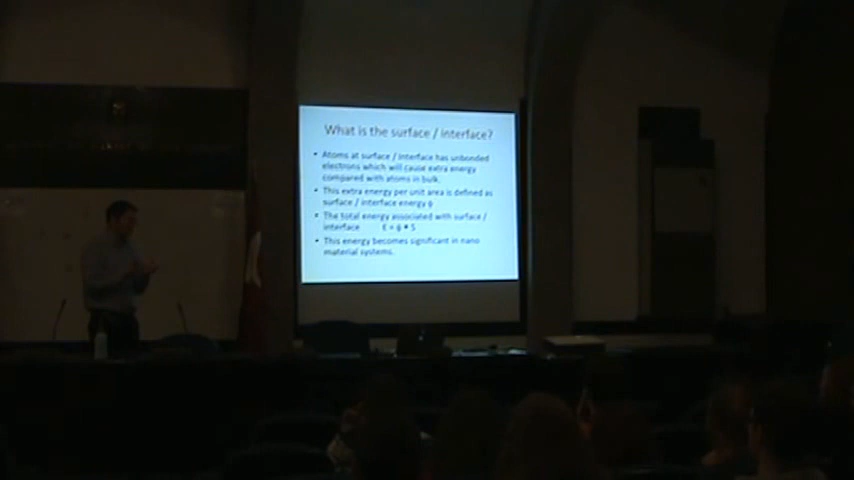 What is the surface / interface?
• Atoms at surface / interface has unbonded
electrons which will cause extra energy
compared with atoms in bulk.
• This extra energy per unit area is defined as
surface / interface energy φ
• The total energy associated with surface /
interface E = φ • S
• This energy becomes significant in nano
material systems.